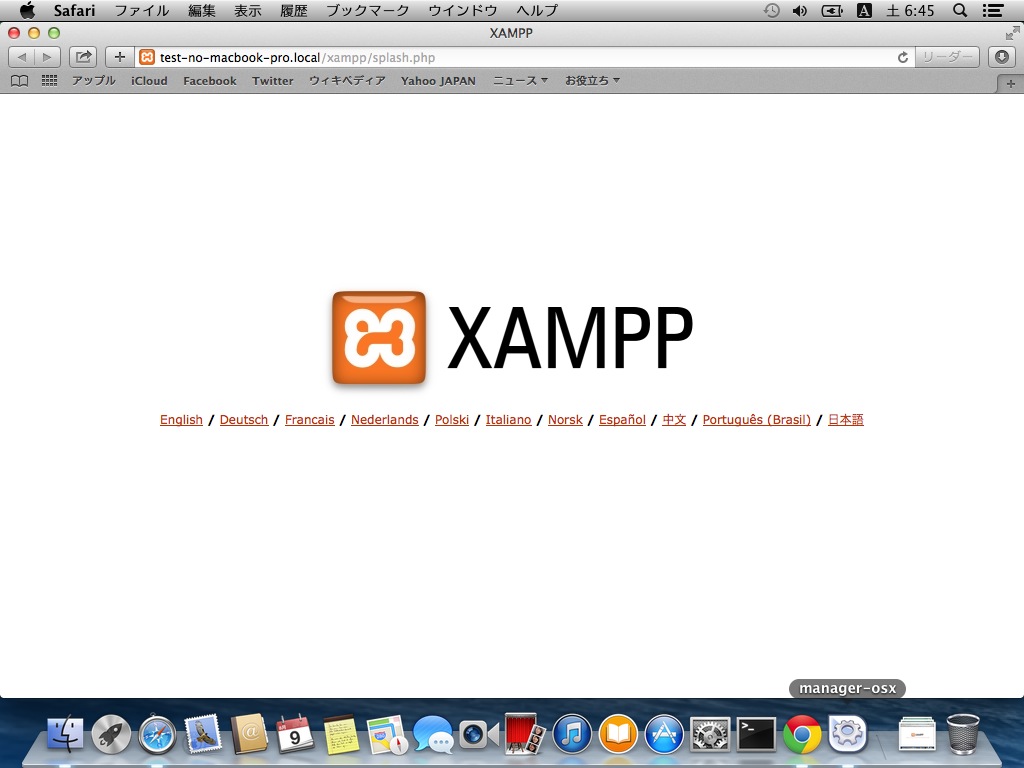 Safari ファイル 編集 表示 履歴 ブックマーク ウインドウ ヘルプ A 土 6:45
XAMPP
test-no-macbook-pro.local/xampp/splash.php リーダー
アップル iCloud Facebook Twitter ウィキペディア Yahoo JAPAN ニュース お役立ち
XAMPP
English / Deutsch / Francais / Nederlands / Polski / Italiano / Norsk / Español / 中文 / Português (Brasil) / 日本語
manager-osx
9